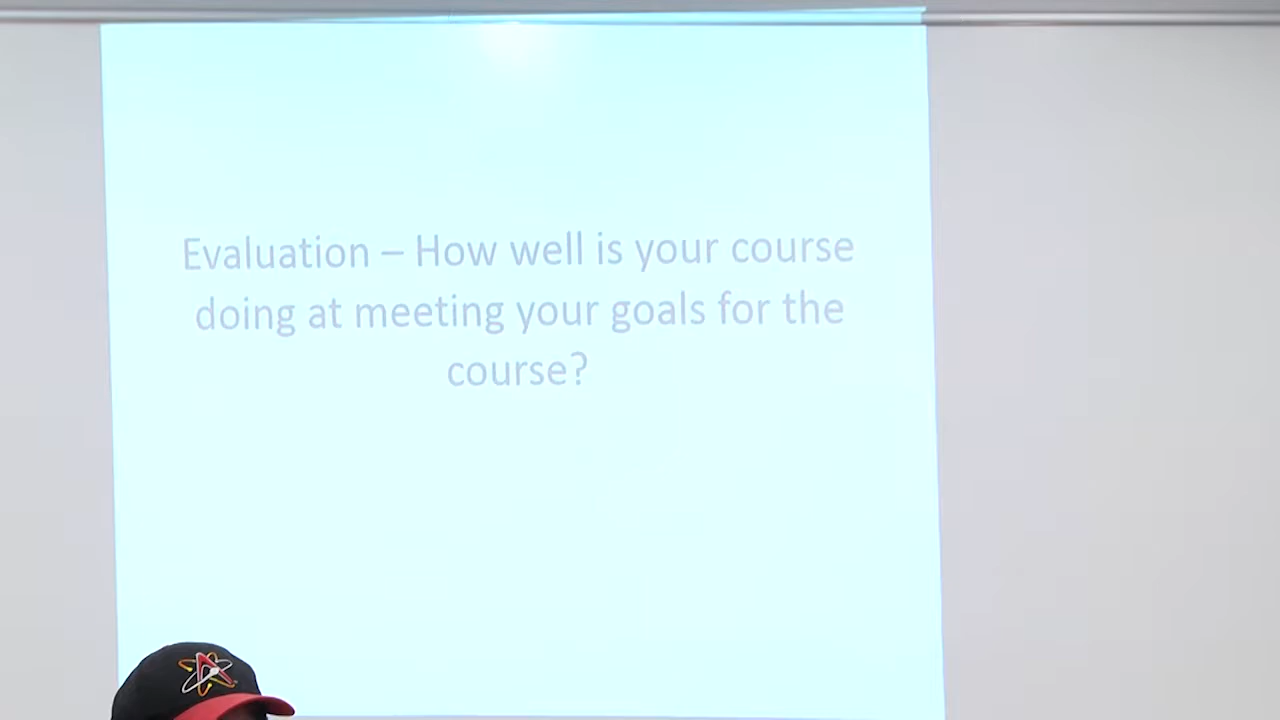 Evaluation – How well is your course
doing at meeting your goals for the
course?